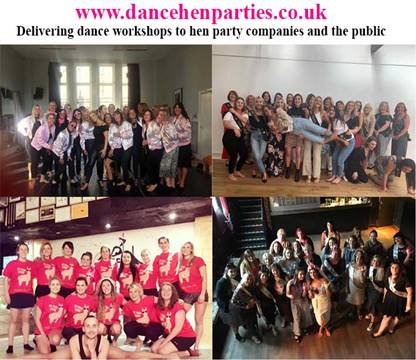 www.dancehenparties.co.uk
Delivering dance workshops to hen party companies and the public